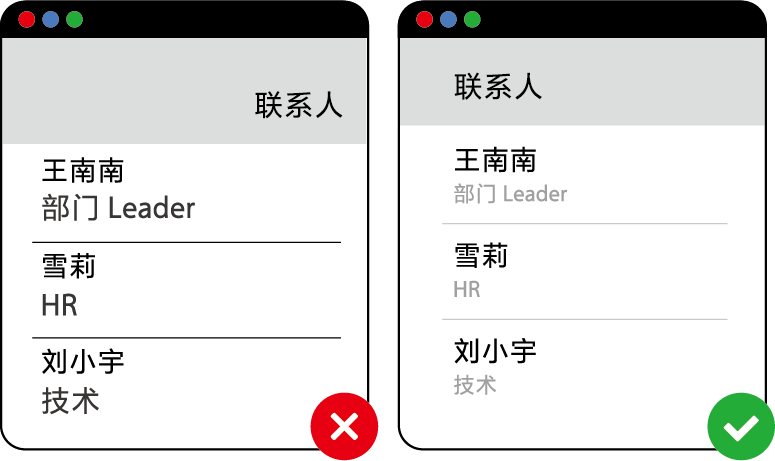 联系人
王南南
部门 Leader
雪莉
HR
刘小宇
技术
联系人
王南南
部门 Leader
雪莉
HR
刘小宇
技术